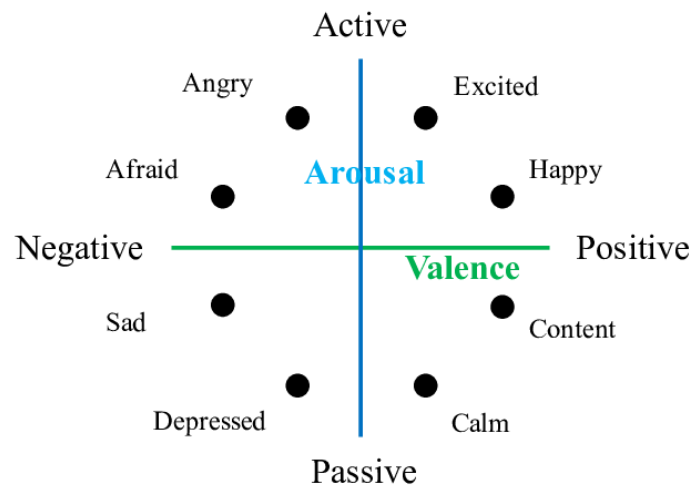 Active
Angry
Excited
Afraid
Arousal
Happy
Negative
Positive
Valence
Sad
Content
Depressed
Calm
Passive